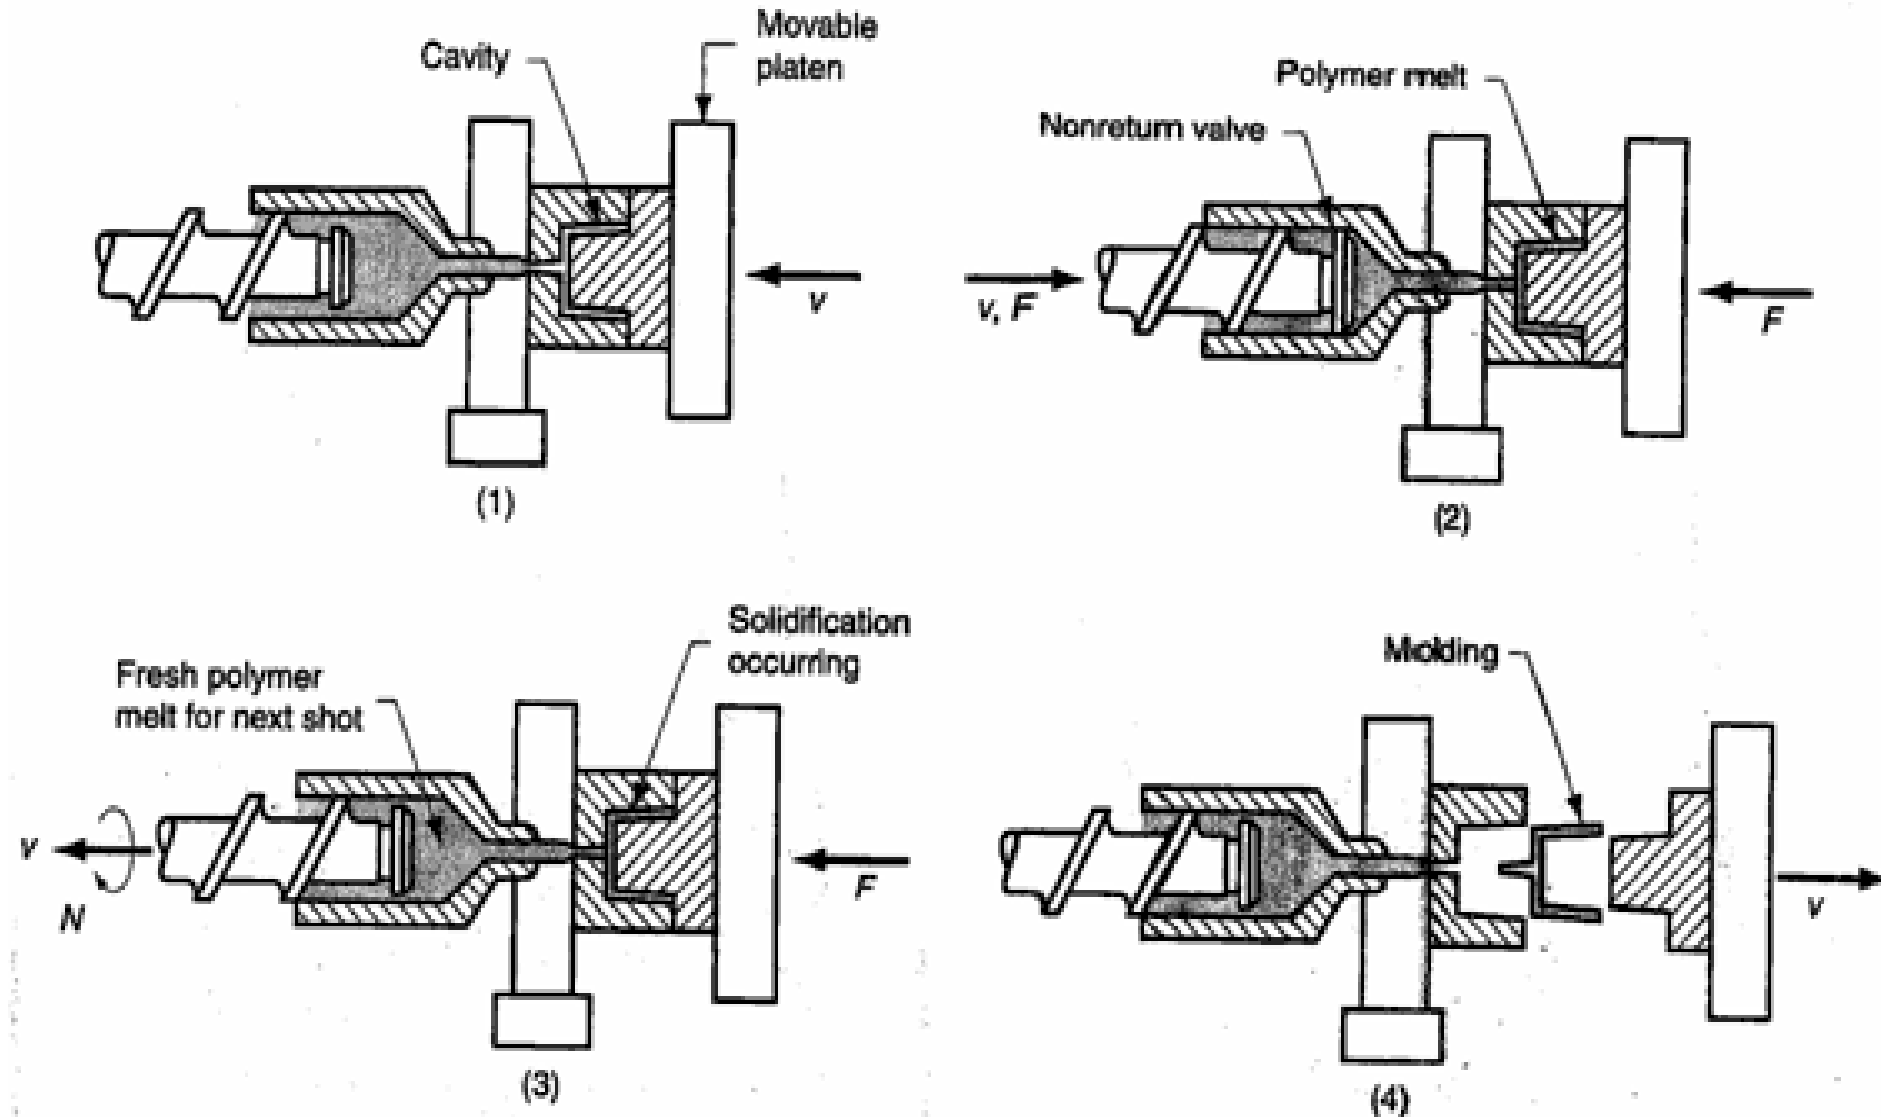 Cavity
Movable
platen
v
(1)
Polymer melt
Nonreturn valve
v, F
F
(2)
Solidification
occurring
Fresh polymer
melt for next shot
v
N
F
(3)
Molding
v
(4)